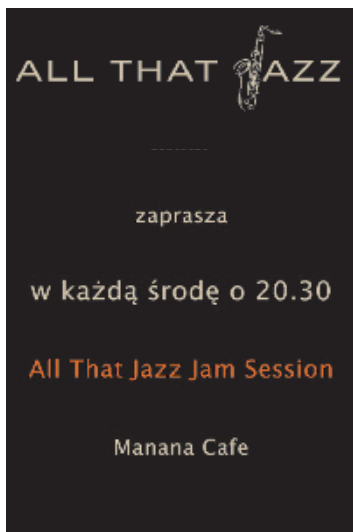 ALL THAT JAZZ
zaprasza
w każdą środę o 20.30
All That Jazz Jam Session
Manana Cafe